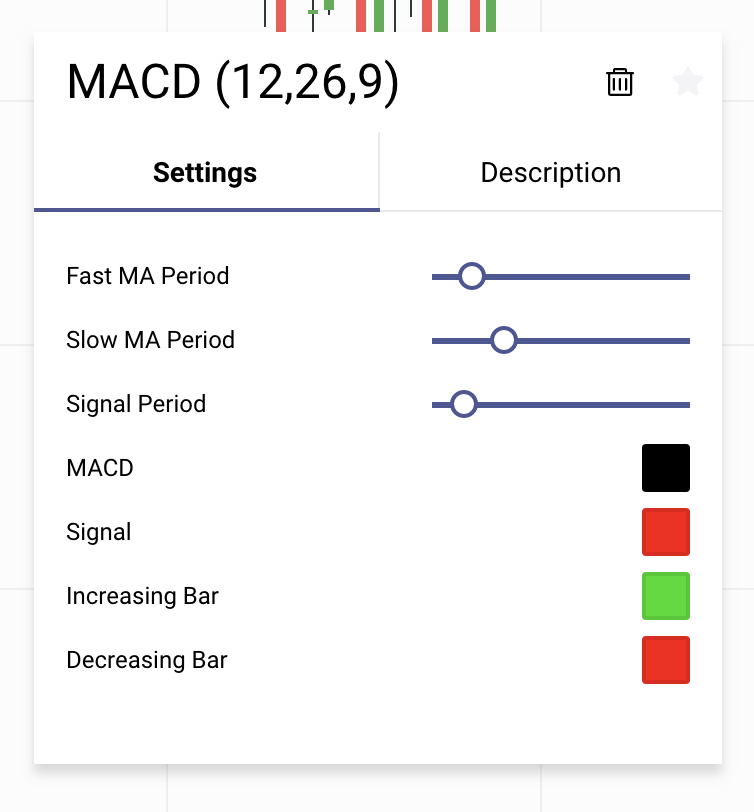 MACD (12,26,9)
Settings
Description
Fast MA Period
Slow MA Period
Signal Period
MACD
Signal
Increasing Bar
Decreasing Bar